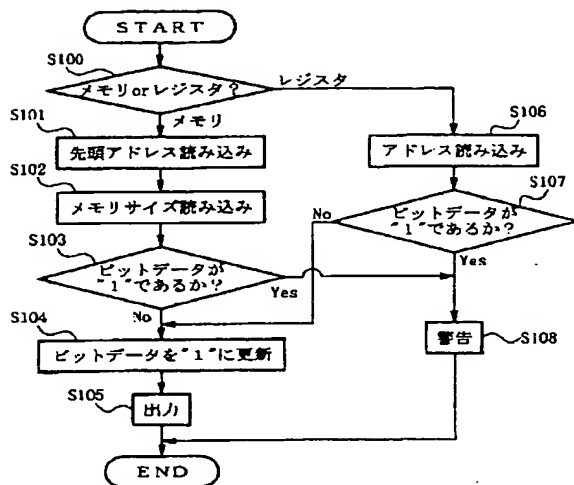 START
S100
メモリorレジスタ?
レジスタ
メモリ
S101
先頭アドレス読み込み
S106
アドレス読み込み
S102
メモリサイズ読み込み
S107
ビットデータが
"1"であるか?
No
Yes
S103
ビットデータが
"1"であるか?
Yes
No
S104
ビットデータを"1"に更新
警告
S108
S105
出力
END